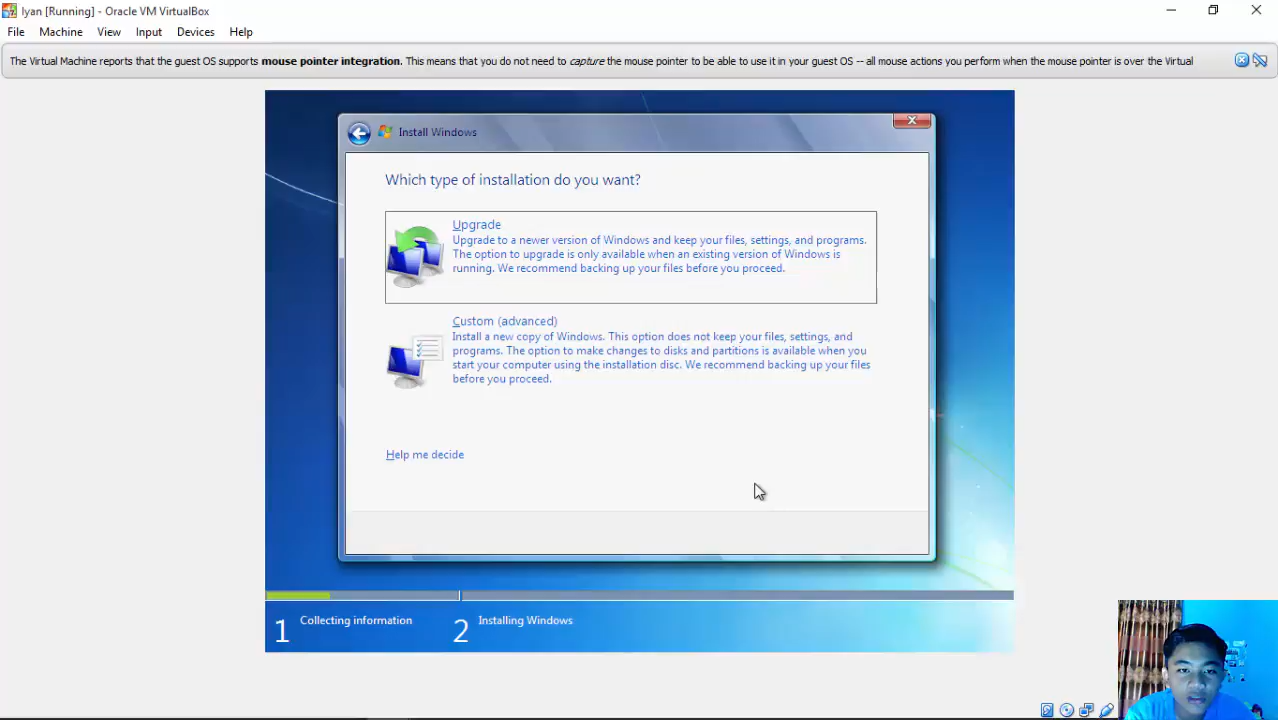 Iyan [Running] - Oracle VM VirtualBox
File Machine View Input Devices Help
The Virtual Machine reports that the guest OS supports mouse pointer integration. This means that you do not need to capture the mouse pointer to be able to use it in your guest OS -- all mouse actions you perform when the mouse pointer is over the Virtual
Install Windows
Which type of installation do you want?
Upgrade
Upgrade to a newer version of Windows and keep your files, settings, and programs.
The option to upgrade is only available when an existing version of Windows is
running. We recommend backing up your files before you proceed.
Custom (advanced)
Install a new copy of Windows. This option does not keep your files, settings, and
programs. The option to make changes to disks and partitions is available when you
start your computer using the installation disc. We recommend backing up your files
before you proceed.
Help me decide
1 Collecting information 2 Installing Windows